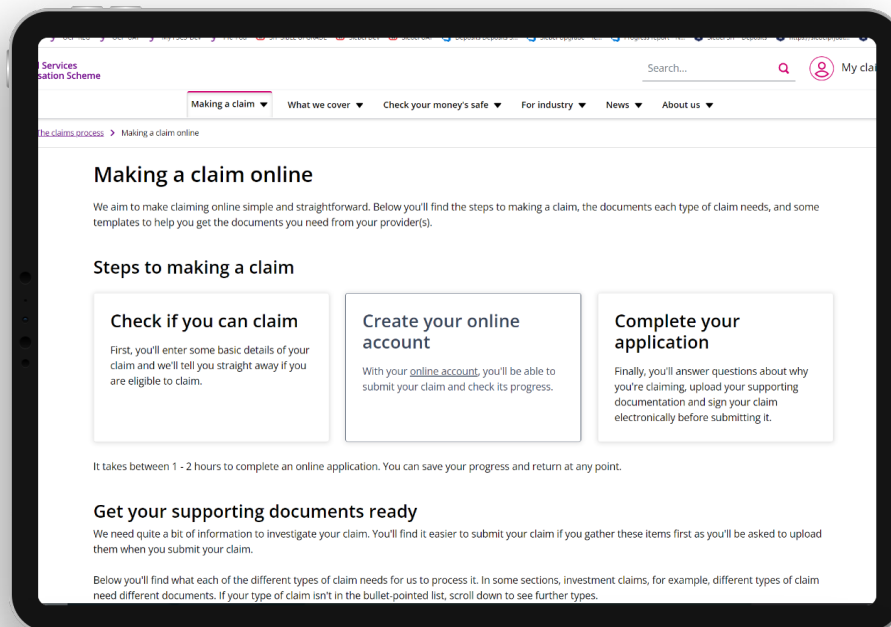 Services
sation Scheme
Search...
My clai
Making a claim
What we cover
Check your money's safe
For industry
News
About us
The claims process
Making a claim online
Making a claim online
We aim to make claiming online simple and straightforward. Below you'll find the steps to making a claim, the documents each type of claim needs, and some
templates to help you get the documents you need from your provider(s).
Steps to making a claim
Check if you can claim
First, you'll enter some basic details of your
claim and we'll tell you straight away if you
are eligible to claim.
Create your online
account
With your online account, you'll be able to
submit your claim and check its progress.
Complete your
application
Finally, you'll answer questions about why
you're claiming, upload your supporting
documentation and sign your claim
electronically before submitting it.
It takes between 1 - 2 hours to complete an online application. You can save your progress and return at any point.
Get your supporting documents ready
We need quite a bit of information to investigate your claim. You'll find it easier to submit your claim if you gather these items first as you'll be asked to upload
them when you submit your claim.
Below you'll find what each of the different types of claim needs for us to process it. In some sections, investment claims, for example, different types of claim
need different documents. If your type of claim isn't in the bullet-pointed list, scroll down to see further types.